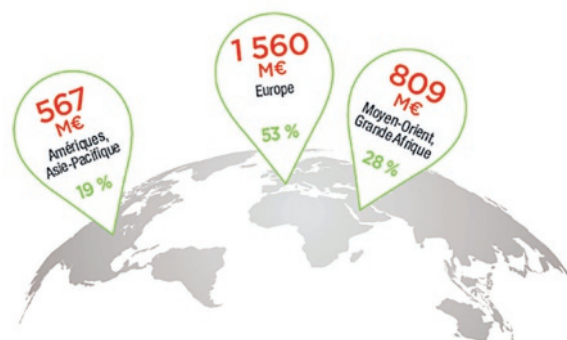 567
M€
Amériques,
Asie-Pacifique
19 %
1 560
M€
Europe
53 %
809
M€
Moyen-Orient,
Grande Afrique
28 %